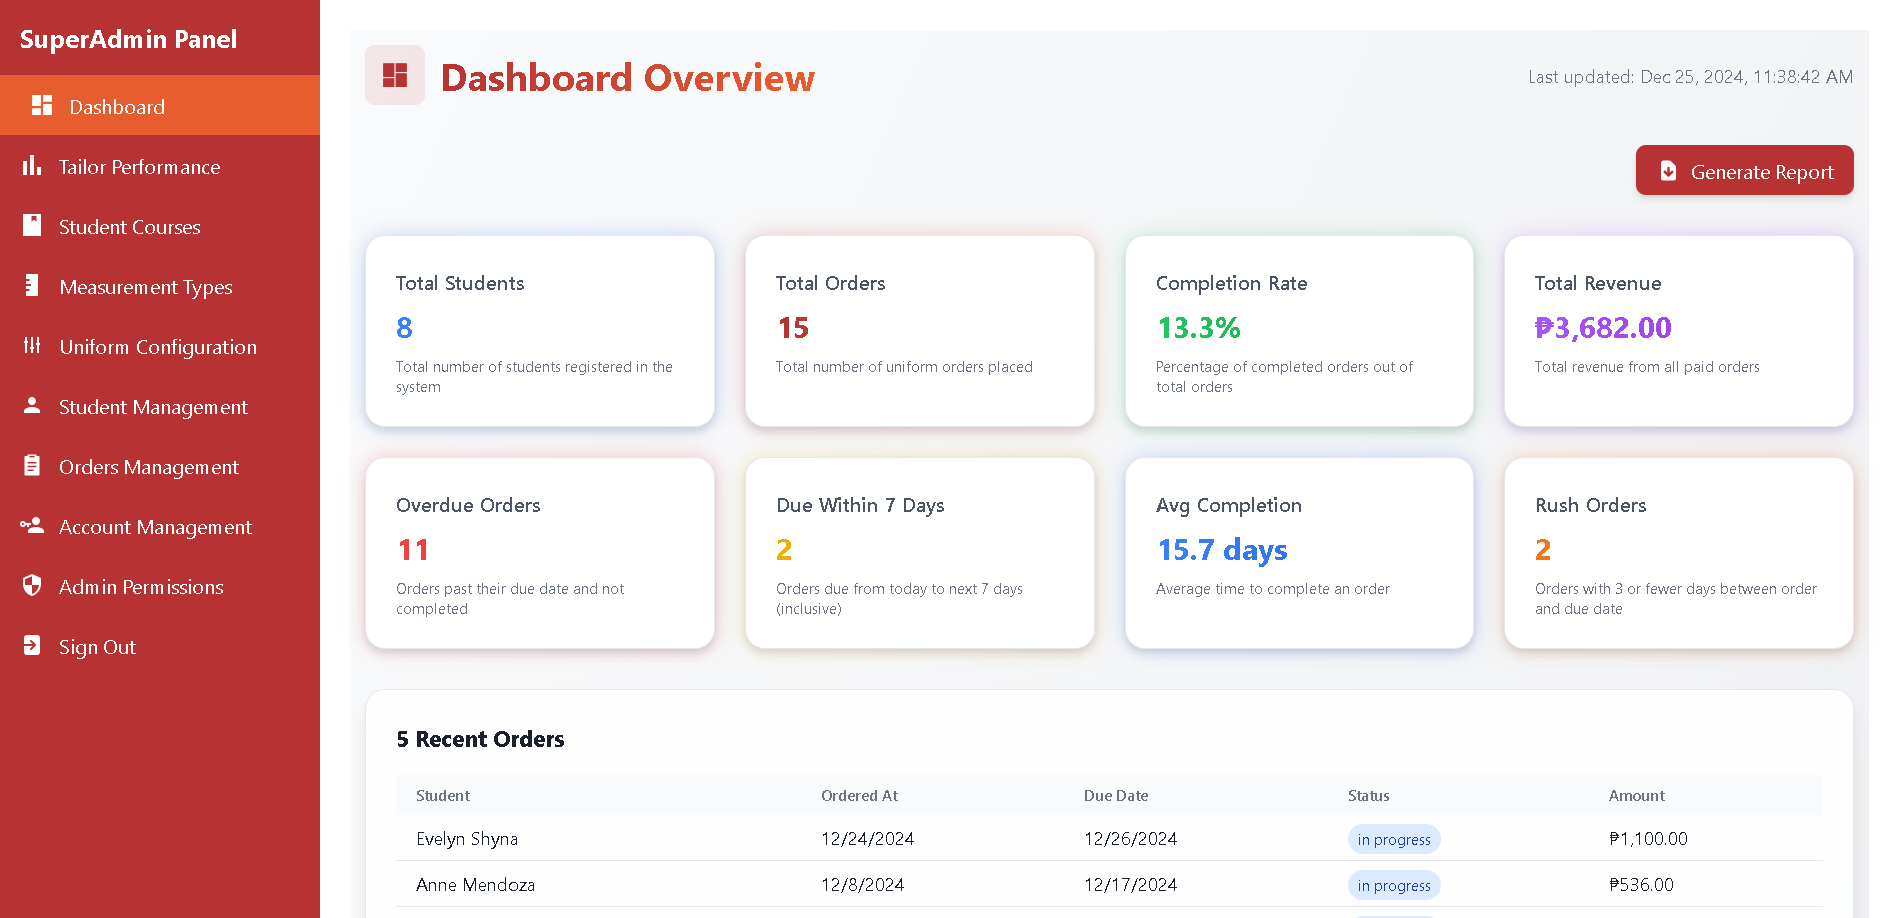 SuperAdmin Panel
Dashboard
Tailor Performance
Student Courses
Measurement Types
Uniform Configuration
Student Management
Orders Management
Account Management
Admin Permissions
Sign Out
Dashboard Overview
Last updated: Dec 25, 2024, 11:38:42 AM
Generate Report
Total Students
8
Total number of students registered in the
system
Total Orders
15
Total number of uniform orders placed
Completion Rate
13.3%
Percentage of completed orders out of
total orders
Total Revenue
₱3,682.00
Total revenue from all paid orders
Overdue Orders
11
Orders past their due date and not
completed
Due Within 7 Days
2
Orders due from today to next 7 days
(inclusive)
Avg Completion
15.7 days
Average time to complete an order
Rush Orders
2
Orders with 3 or fewer days between order
and due date
5 Recent Orders
Student Ordered At Due Date Status Amount
Evelyn Shyna 12/24/2024 12/26/2024 in progress ₱1,100.00
Anne Mendoza 12/8/2024 12/17/2024 in progress ₱536.00